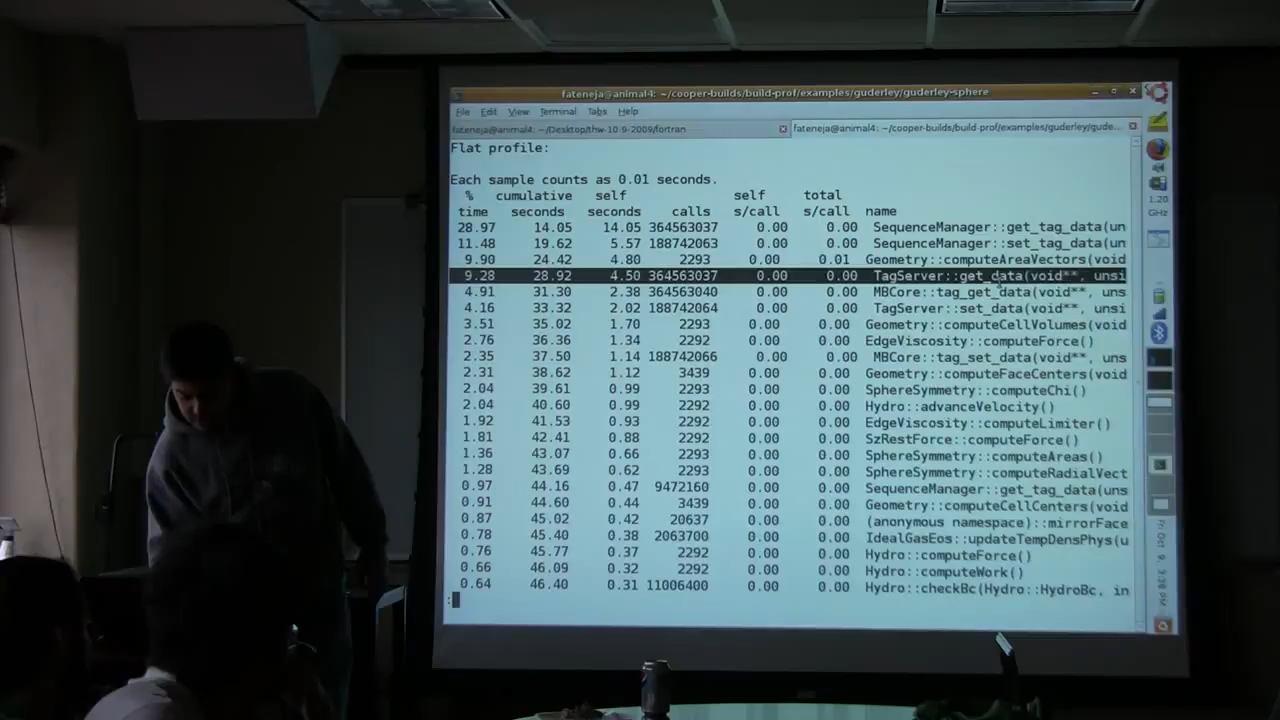 fateneja@animal4: ~/cooper-builds/build-prof/examples/guderley/guderley-sphere
File Edit View Terminal Tabs Help
fateneja@animal4: ~/Desktop/thw-10-9-2009/fortran
fateneja@animal4: ~/cooper-builds/build-prof/examples/guderley/gude...
Flat profile:
Each sample counts as 0.01 seconds.
% cumulative self self total
time seconds seconds calls s/call s/call name
28.97 14.05 14.05 364563037 0.00 0.00 SequenceManager::get_tag_data(un
11.48 19.62 5.57 188742063 0.00 0.00 SequenceManager::set_tag_data(un
9.90 24.42 4.80 2293 0.00 0.01 Geometry::computeAreaVectors(void
9.28 28.92 4.50 364563037 0.00 0.00 TagServer::get_data(void**, unsi
4.91 31.30 2.38 364563040 0.00 0.00 MBCore::tag_get_data(void**, uns
4.16 33.32 2.02 188742064 0.00 0.00 TagServer::set_data(void**, unsi
3.51 35.02 1.70 2293 0.00 0.00 Geometry::computeCellVolumes(void
2.76 36.36 1.34 2292 0.00 0.00 EdgeViscosity::computeForce()
2.35 37.50 1.14 188742066 0.00 0.00 MBCore::tag_set_data(void**, uns
2.31 38.62 1.12 3439 0.00 0.00 Geometry::computeFaceCenters(void
2.04 39.61 0.99 2293 0.00 0.00 SphereSymmetry::computeChi()
2.04 40.60 0.99 2292 0.00 0.00 Hydro::advanceVelocity()
1.92 41.53 0.93 2292 0.00 0.00 EdgeViscosity::computeLimiter()
1.81 42.41 0.88 2292 0.00 0.00 SzRestForce::computeForce()
1.36 43.07 0.66 2293 0.00 0.00 SphereSymmetry::computeAreas()
1.28 43.69 0.62 2293 0.00 0.00 SphereSymmetry::computeRadialVect
0.97 44.16 0.47 9472160 0.00 0.00 SequenceManager::get_tag_data(uns
0.91 44.60 0.44 3439 0.00 0.00 Geometry::computeCellCenters(void
0.87 45.02 0.42 20637 0.00 0.00 (anonymous namespace)::mirrorFace
0.78 45.40 0.38 2063700 0.00 0.00 IdealGasEos::updateTempDensPhys(u
0.76 45.77 0.37 2292 0.00 0.00 Hydro::computeForce()
0.66 46.09 0.32 2292 0.00 0.00 Hydro::computeWork()
0.64 46.40 0.31 11006400 0.00 0.00 Hydro::checkBc(Hydro::HydroBc, in
:
1.20
GHz
Fri Oct 9, 3:38 PM